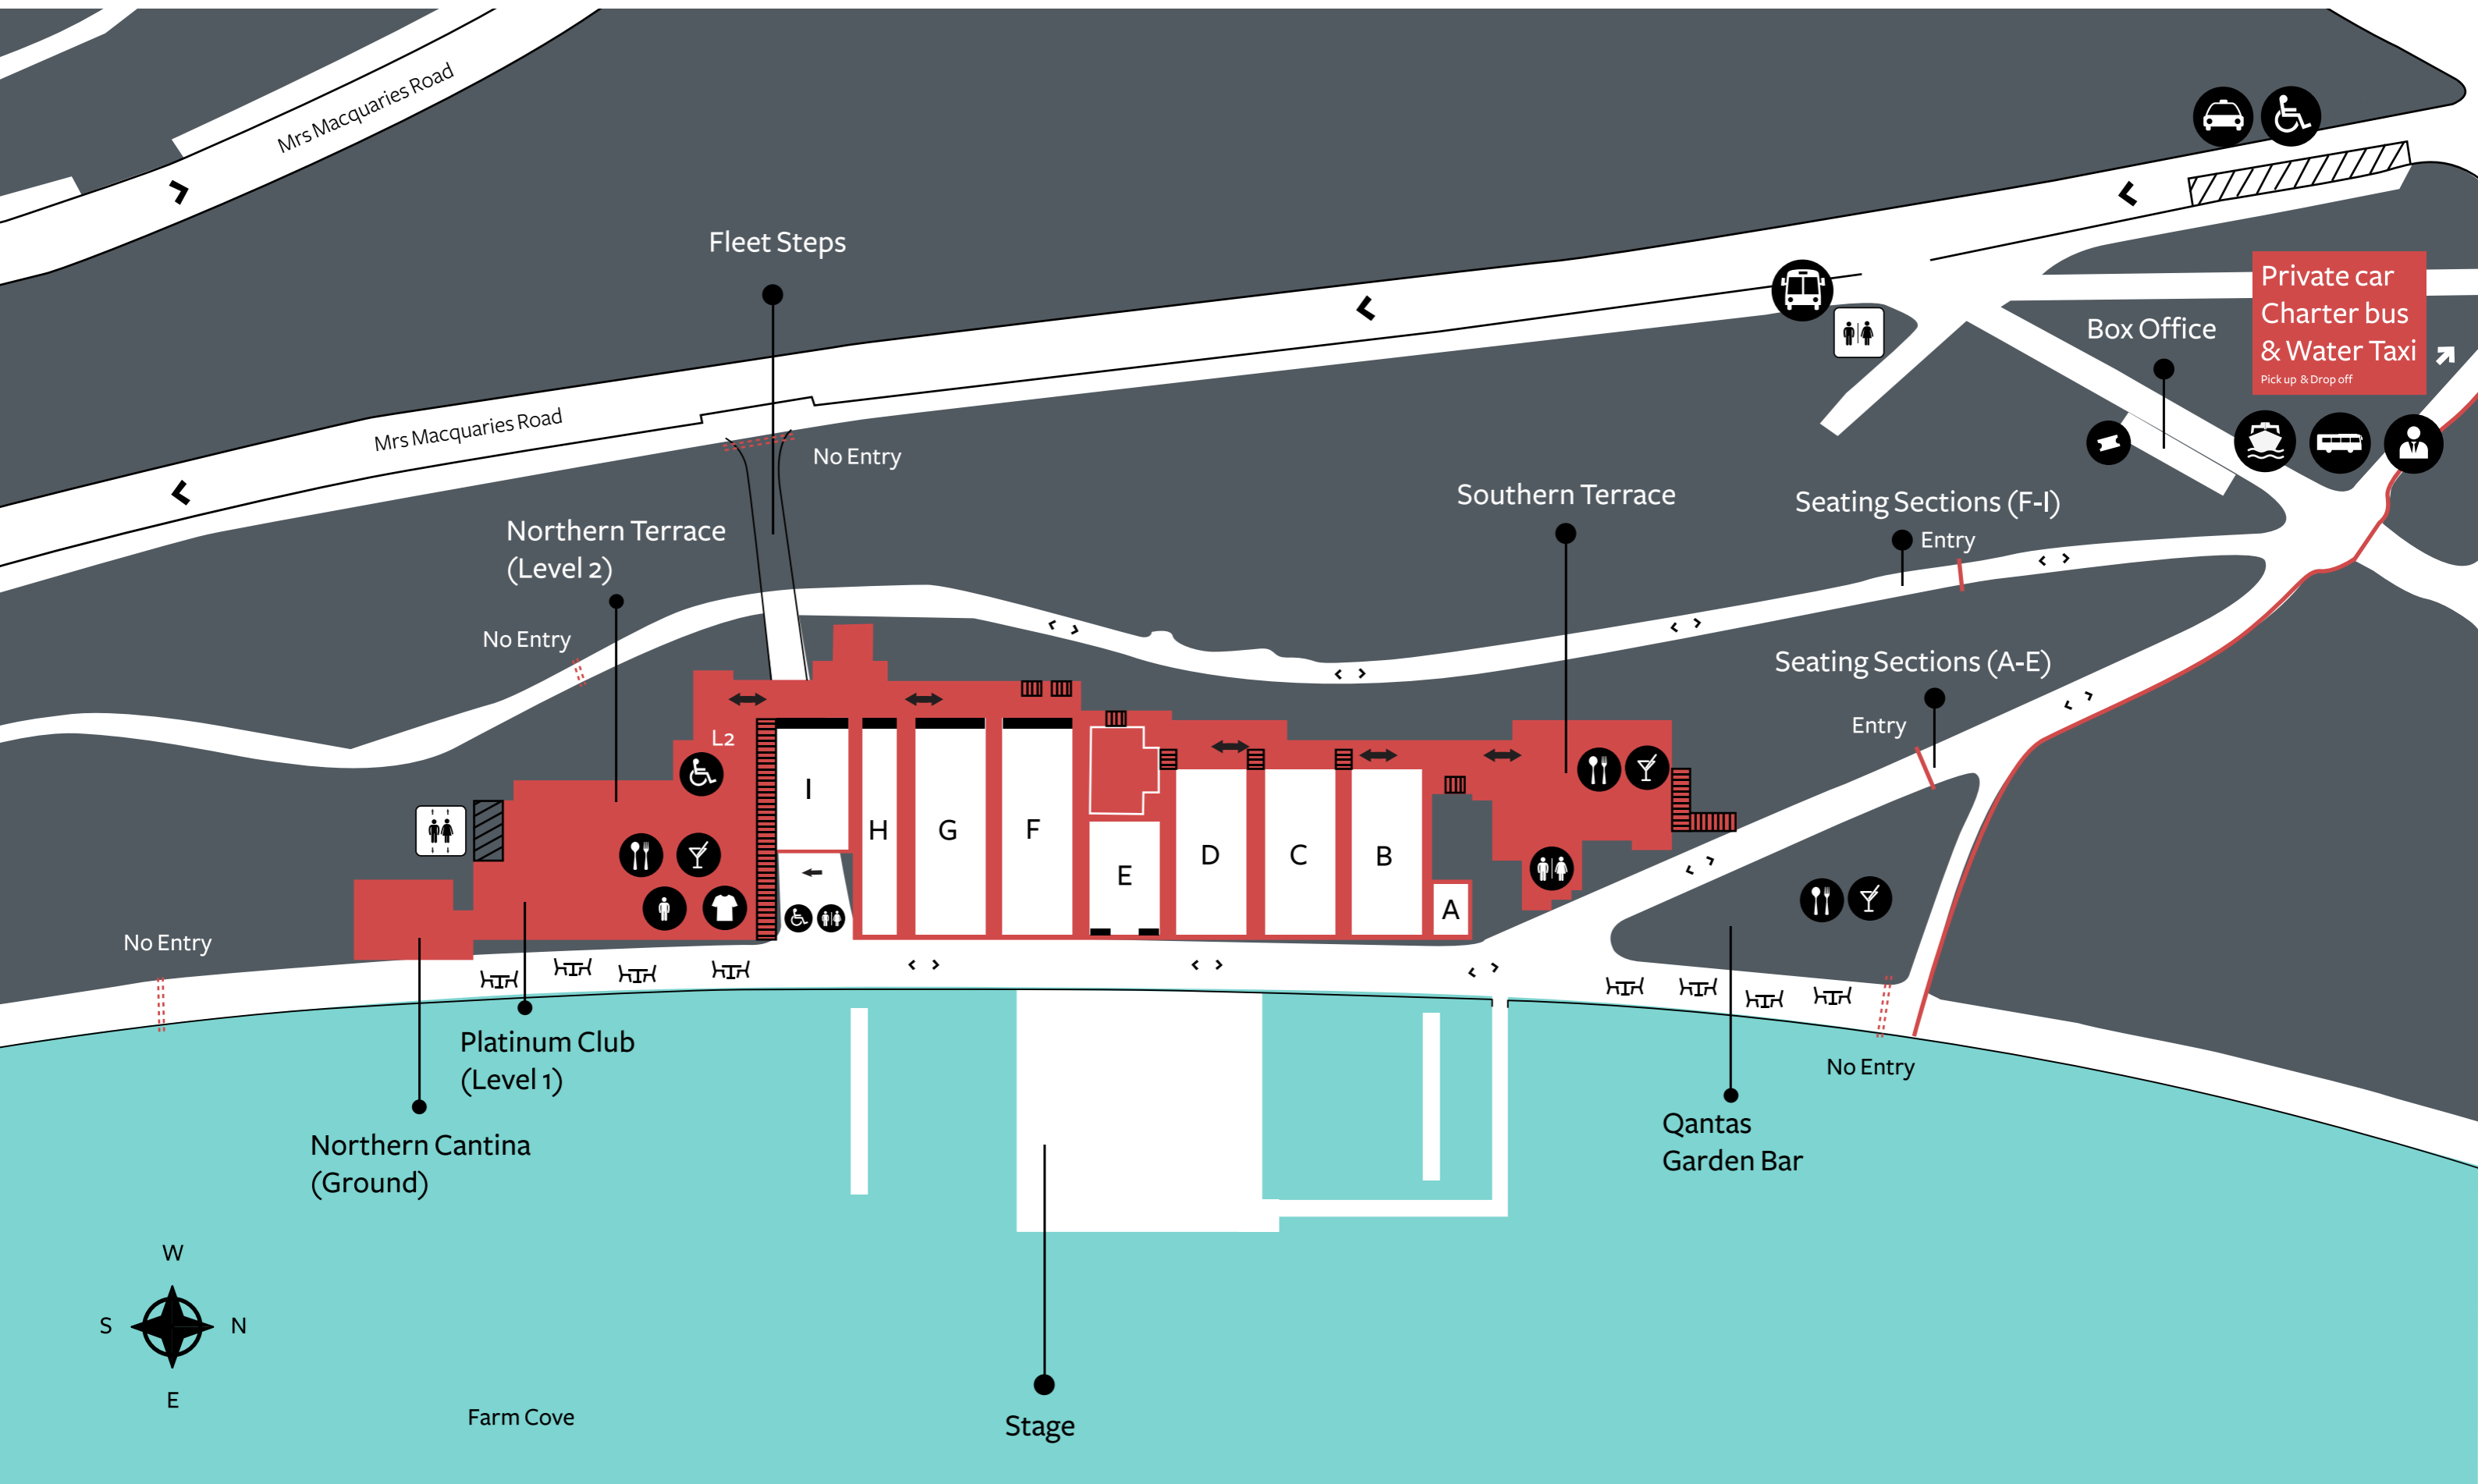 Mrs Macquaries Road
Fleet Steps
Private car
Charter bus
& Water Taxi
Pick up & Drop off
Box Office
Mrs Macquaries Road
No Entry
Southern Terrace
Seating Sections (F-I)
Entry
Northern Terrace
(Level 2)
No Entry
Seating Sections (A-E)
Entry
L2
I
H
G
F
E
D
C
B
A
No Entry
Platinum Club
(Level 1)
No Entry
Northern Cantina
(Ground)
Qantas
Garden Bar
W
S
N
E
Farm Cove
Stage